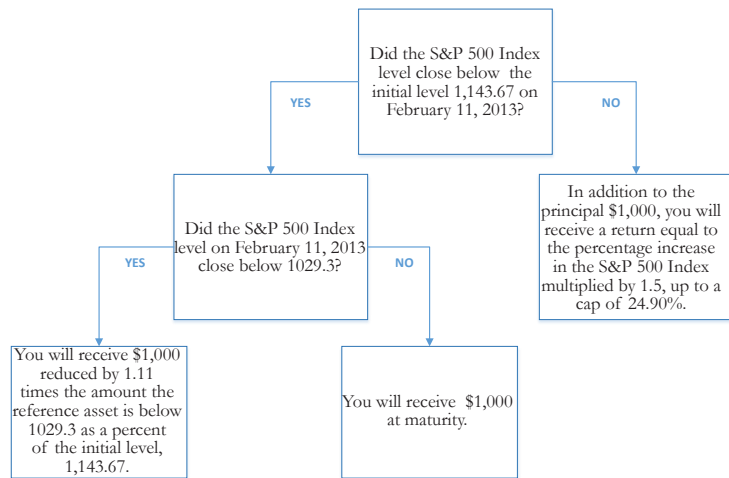 Did the S&P 500 Index
level close below the
initial level 1,143.67 on
February 11, 2013?
YES
NO
Did the S&P 500 Index
level on February 11, 2013
close below 1029.3?
In addition to the
principal $1,000, you will
receive a return equal to
the percentage increase
in the S&P 500 Index
multiplied by 1.5, up to a
cap of 24.90%.
YES
NO
You will receive $1,000
reduced by 1.11
times the amount the
reference asset is below
1029.3 as a percent
of the initial level,
1,143.67.
You will receive $1,000
at maturity.